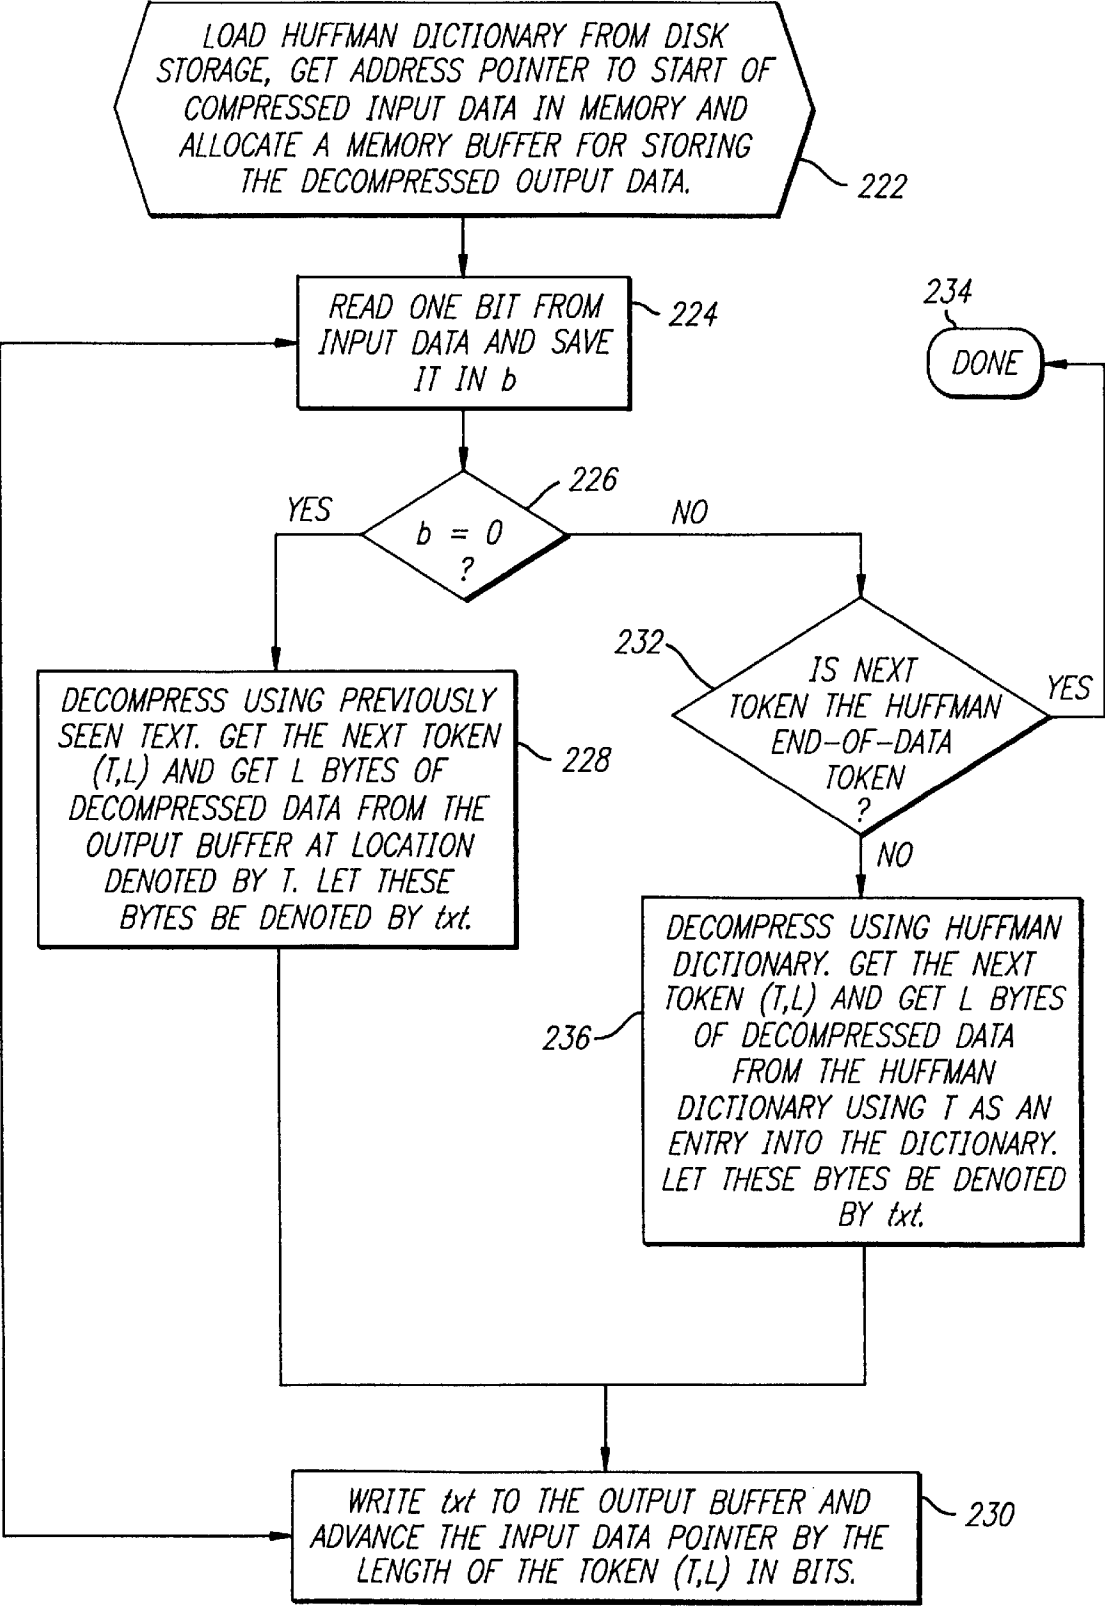 LOAD HUFFMAN DICTIONARY FROM DISK
STORAGE, GET ADDRESS POINTER TO START OF
COMPRESSED INPUT DATA IN MEMORY AND
ALLOCATE A MEMORY BUFFER FOR STORING
THE DECOMPRESSED OUTPUT DATA.
222
READ ONE BIT FROM
INPUT DATA AND SAVE
IT IN b
224
234
DONE
226
YES
b = 0
?
NO
232
IS NEXT
TOKEN THE HUFFMAN
END-OF-DATA
TOKEN
?
YES
NO
DECOMPRESS USING PREVIOUSLY
SEEN TEXT. GET THE NEXT TOKEN
(T,L) AND GET L BYTES OF
DECOMPRESSED DATA FROM THE
OUTPUT BUFFER AT LOCATION
DENOTED BY T. LET THESE
BYTES BE DENOTED BY txt.
228
DECOMPRESS USING HUFFMAN
DICTIONARY. GET THE NEXT
TOKEN (T,L) AND GET L BYTES
OF DECOMPRESSED DATA
FROM THE HUFFMAN
DICTIONARY USING T AS AN
ENTRY INTO THE DICTIONARY.
LET THESE BYTES BE DENOTED
BY txt.
236
WRITE txt TO THE OUTPUT BUFFER AND
ADVANCE THE INPUT DATA POINTER BY THE
LENGTH OF THE TOKEN (T,L) IN BITS.
230